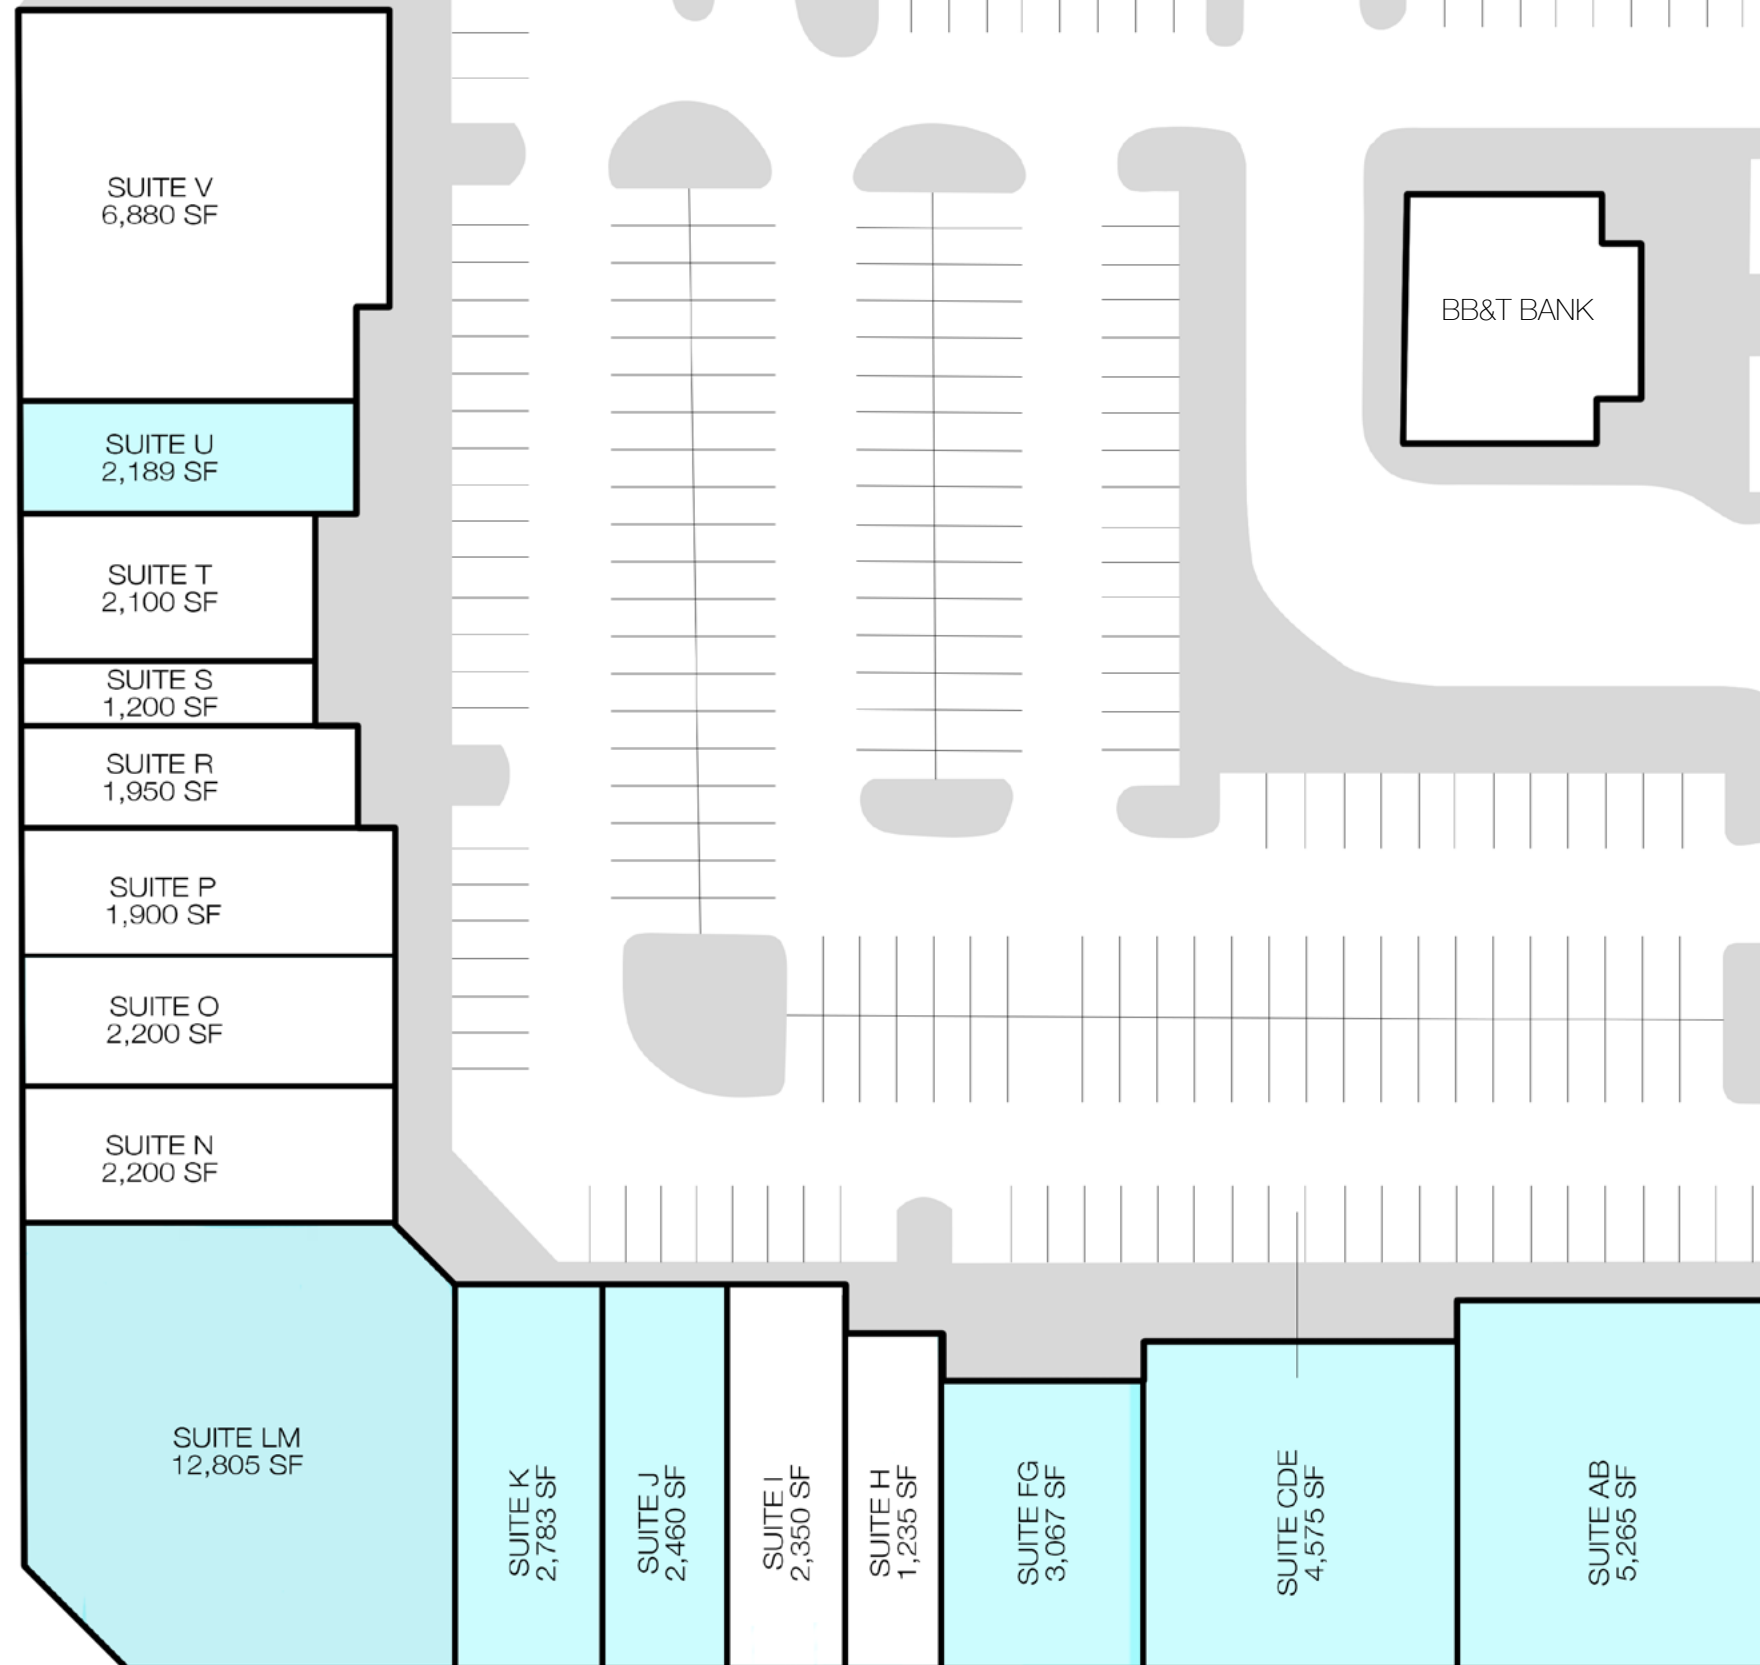 SUITE V
6,880 SF
BB&T BANK
SUITE U
2,189 SF
SUITE T
2,100 SF
SUITE S
1,200 SF
SUITE R
1,950 SF
SUITE P
1,900 SF
SUITE O
2,200 SF
SUITE N
2,200 SF
SUITE LM
12,805 SF
SUITE K
2,783 SF
SUITE J
2,460 SF
SUITE I
2,350 SF
SUITE H
1,235 SF
SUITE FG
3,067 SF
SUITE CDE
4,575 SF
SUITE AB
5,265 SF